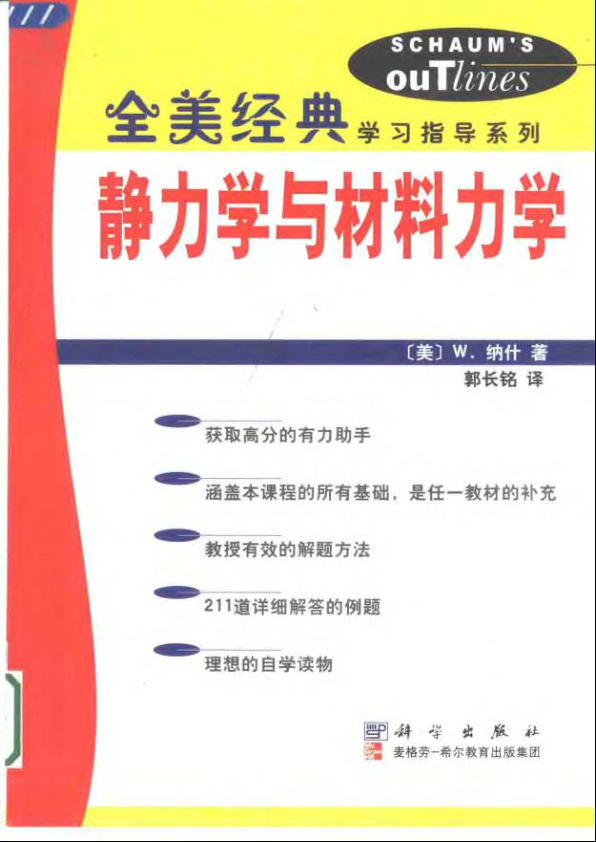 SCHAUM'S
ouTlines
全美经典 学习指导系列
静力学与材料力学
〔美〕W. 纳什 著
郭长铭 译
获取高分的有力助手
涵盖本课程的所有基础，是任一教材的补充
教授有效的解题方法
211道详细解答的例题
理想的自学读物
科学出版社
麦格劳-希尔教育出版集团